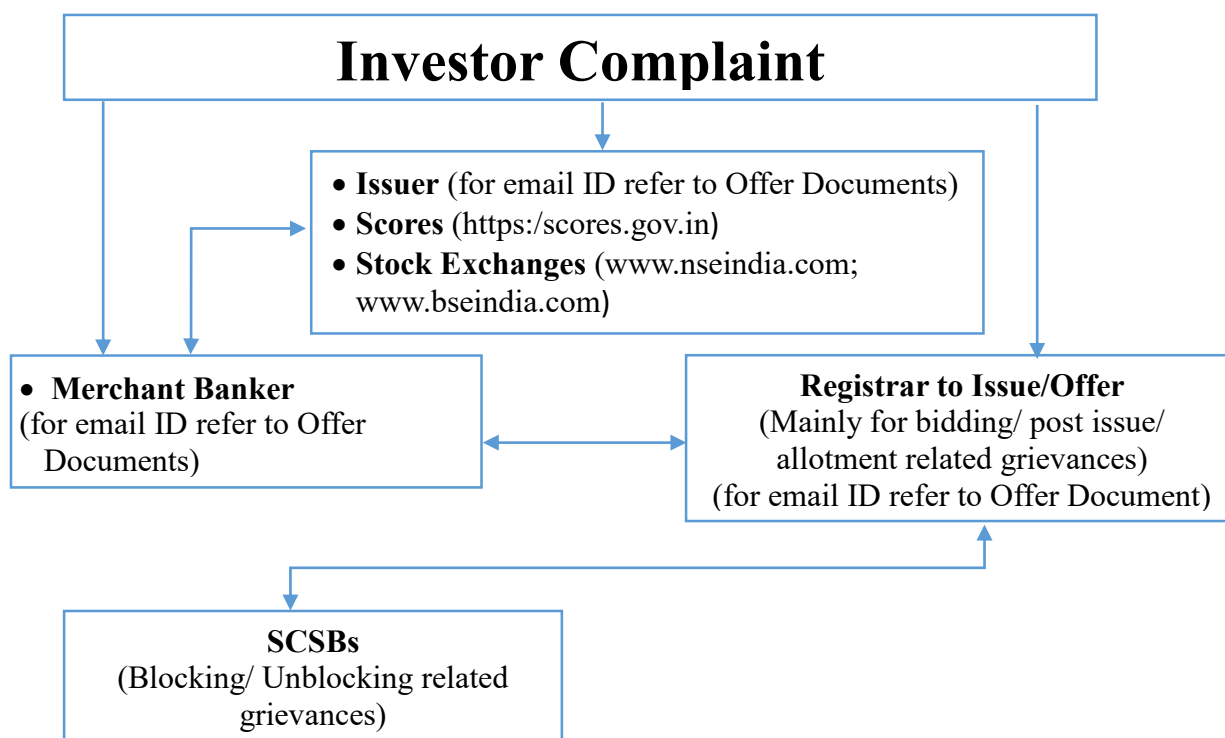 Investor Complaint
• Issuer (for email ID refer to Offer Documents)
• Scores (https:/scores.gov.in)
• Stock Exchanges (www.nseindia.com;
www.bseindia.com)
• Merchant Banker
(for email ID refer to Offer
Documents)
Registrar to Issue/Offer
(Mainly for bidding/ post issue/
allotment related grievances)
(for email ID refer to Offer Document)
SCSBs
(Blocking/ Unblocking related
grievances)